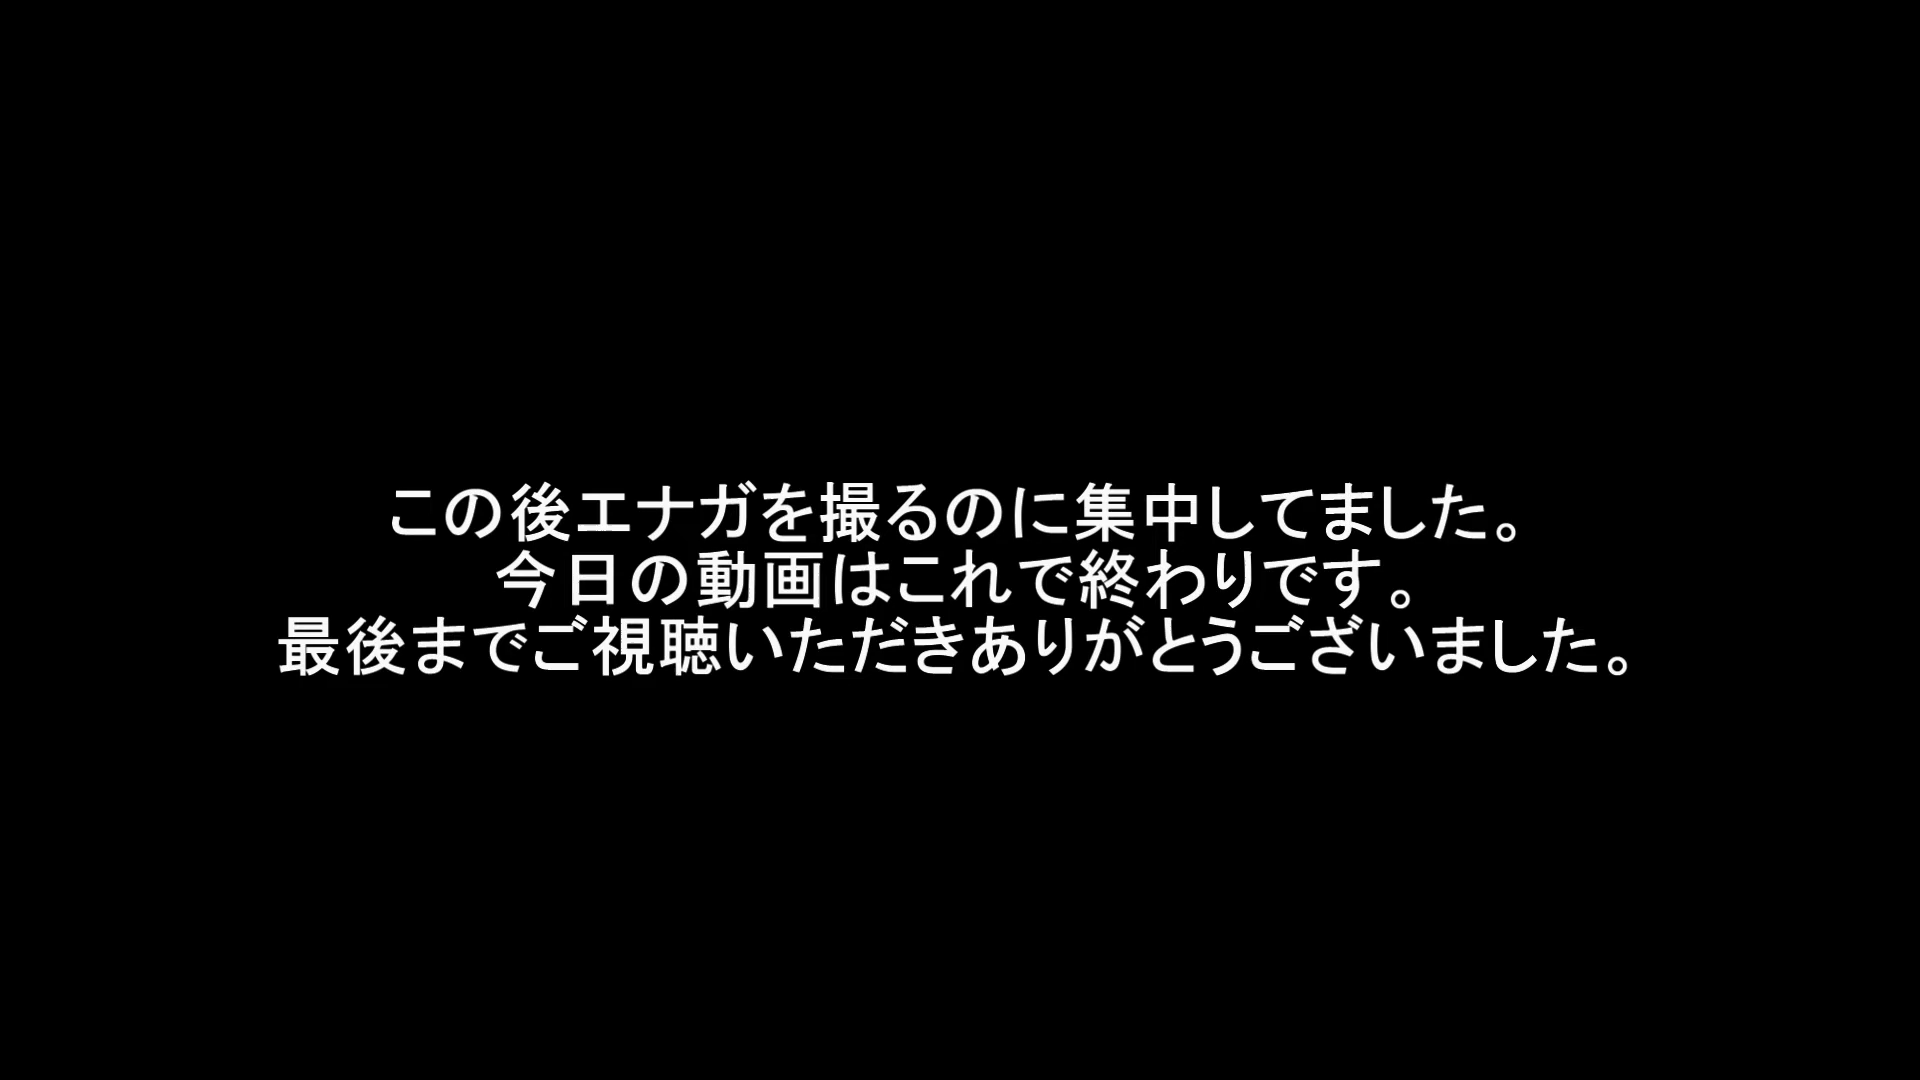 この後エナガを撮るのに集中してました。
今日の動画はこれで終わりです。
最後までご視聴いただきありがとうございました。